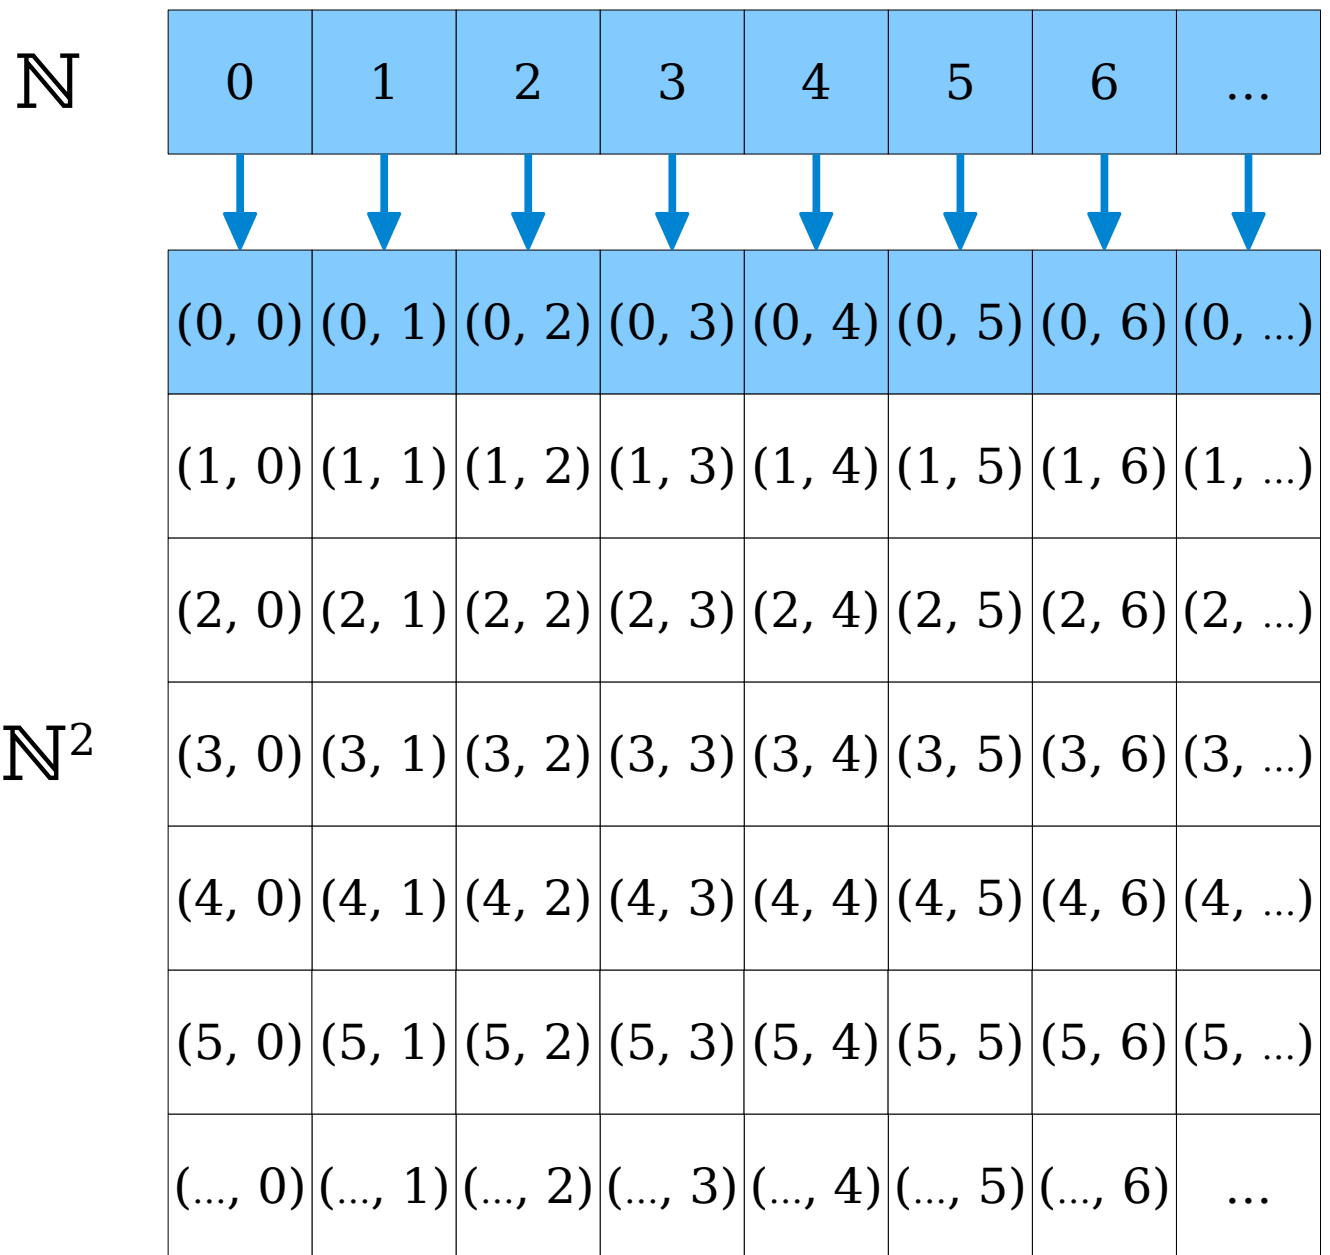 ℕ 0 1 2 3 4 5 6 ...
(0, 0) (0, 1) (0, 2) (0, 3) (0, 4) (0, 5) (0, 6) (0, ...)
(1, 0) (1, 1) (1, 2) (1, 3) (1, 4) (1, 5) (1, 6) (1, ...)
(2, 0) (2, 1) (2, 2) (2, 3) (2, 4) (2, 5) (2, 6) (2, ...)
ℕ² (3, 0) (3, 1) (3, 2) (3, 3) (3, 4) (3, 5) (3, 6) (3, ...)
(4, 0) (4, 1) (4, 2) (4, 3) (4, 4) (4, 5) (4, 6) (4, ...)
(5, 0) (5, 1) (5, 2) (5, 3) (5, 4) (5, 5) (5, 6) (5, ...)
(..., 0) (..., 1) (..., 2) (..., 3) (..., 4) (..., 5) (..., 6) ...